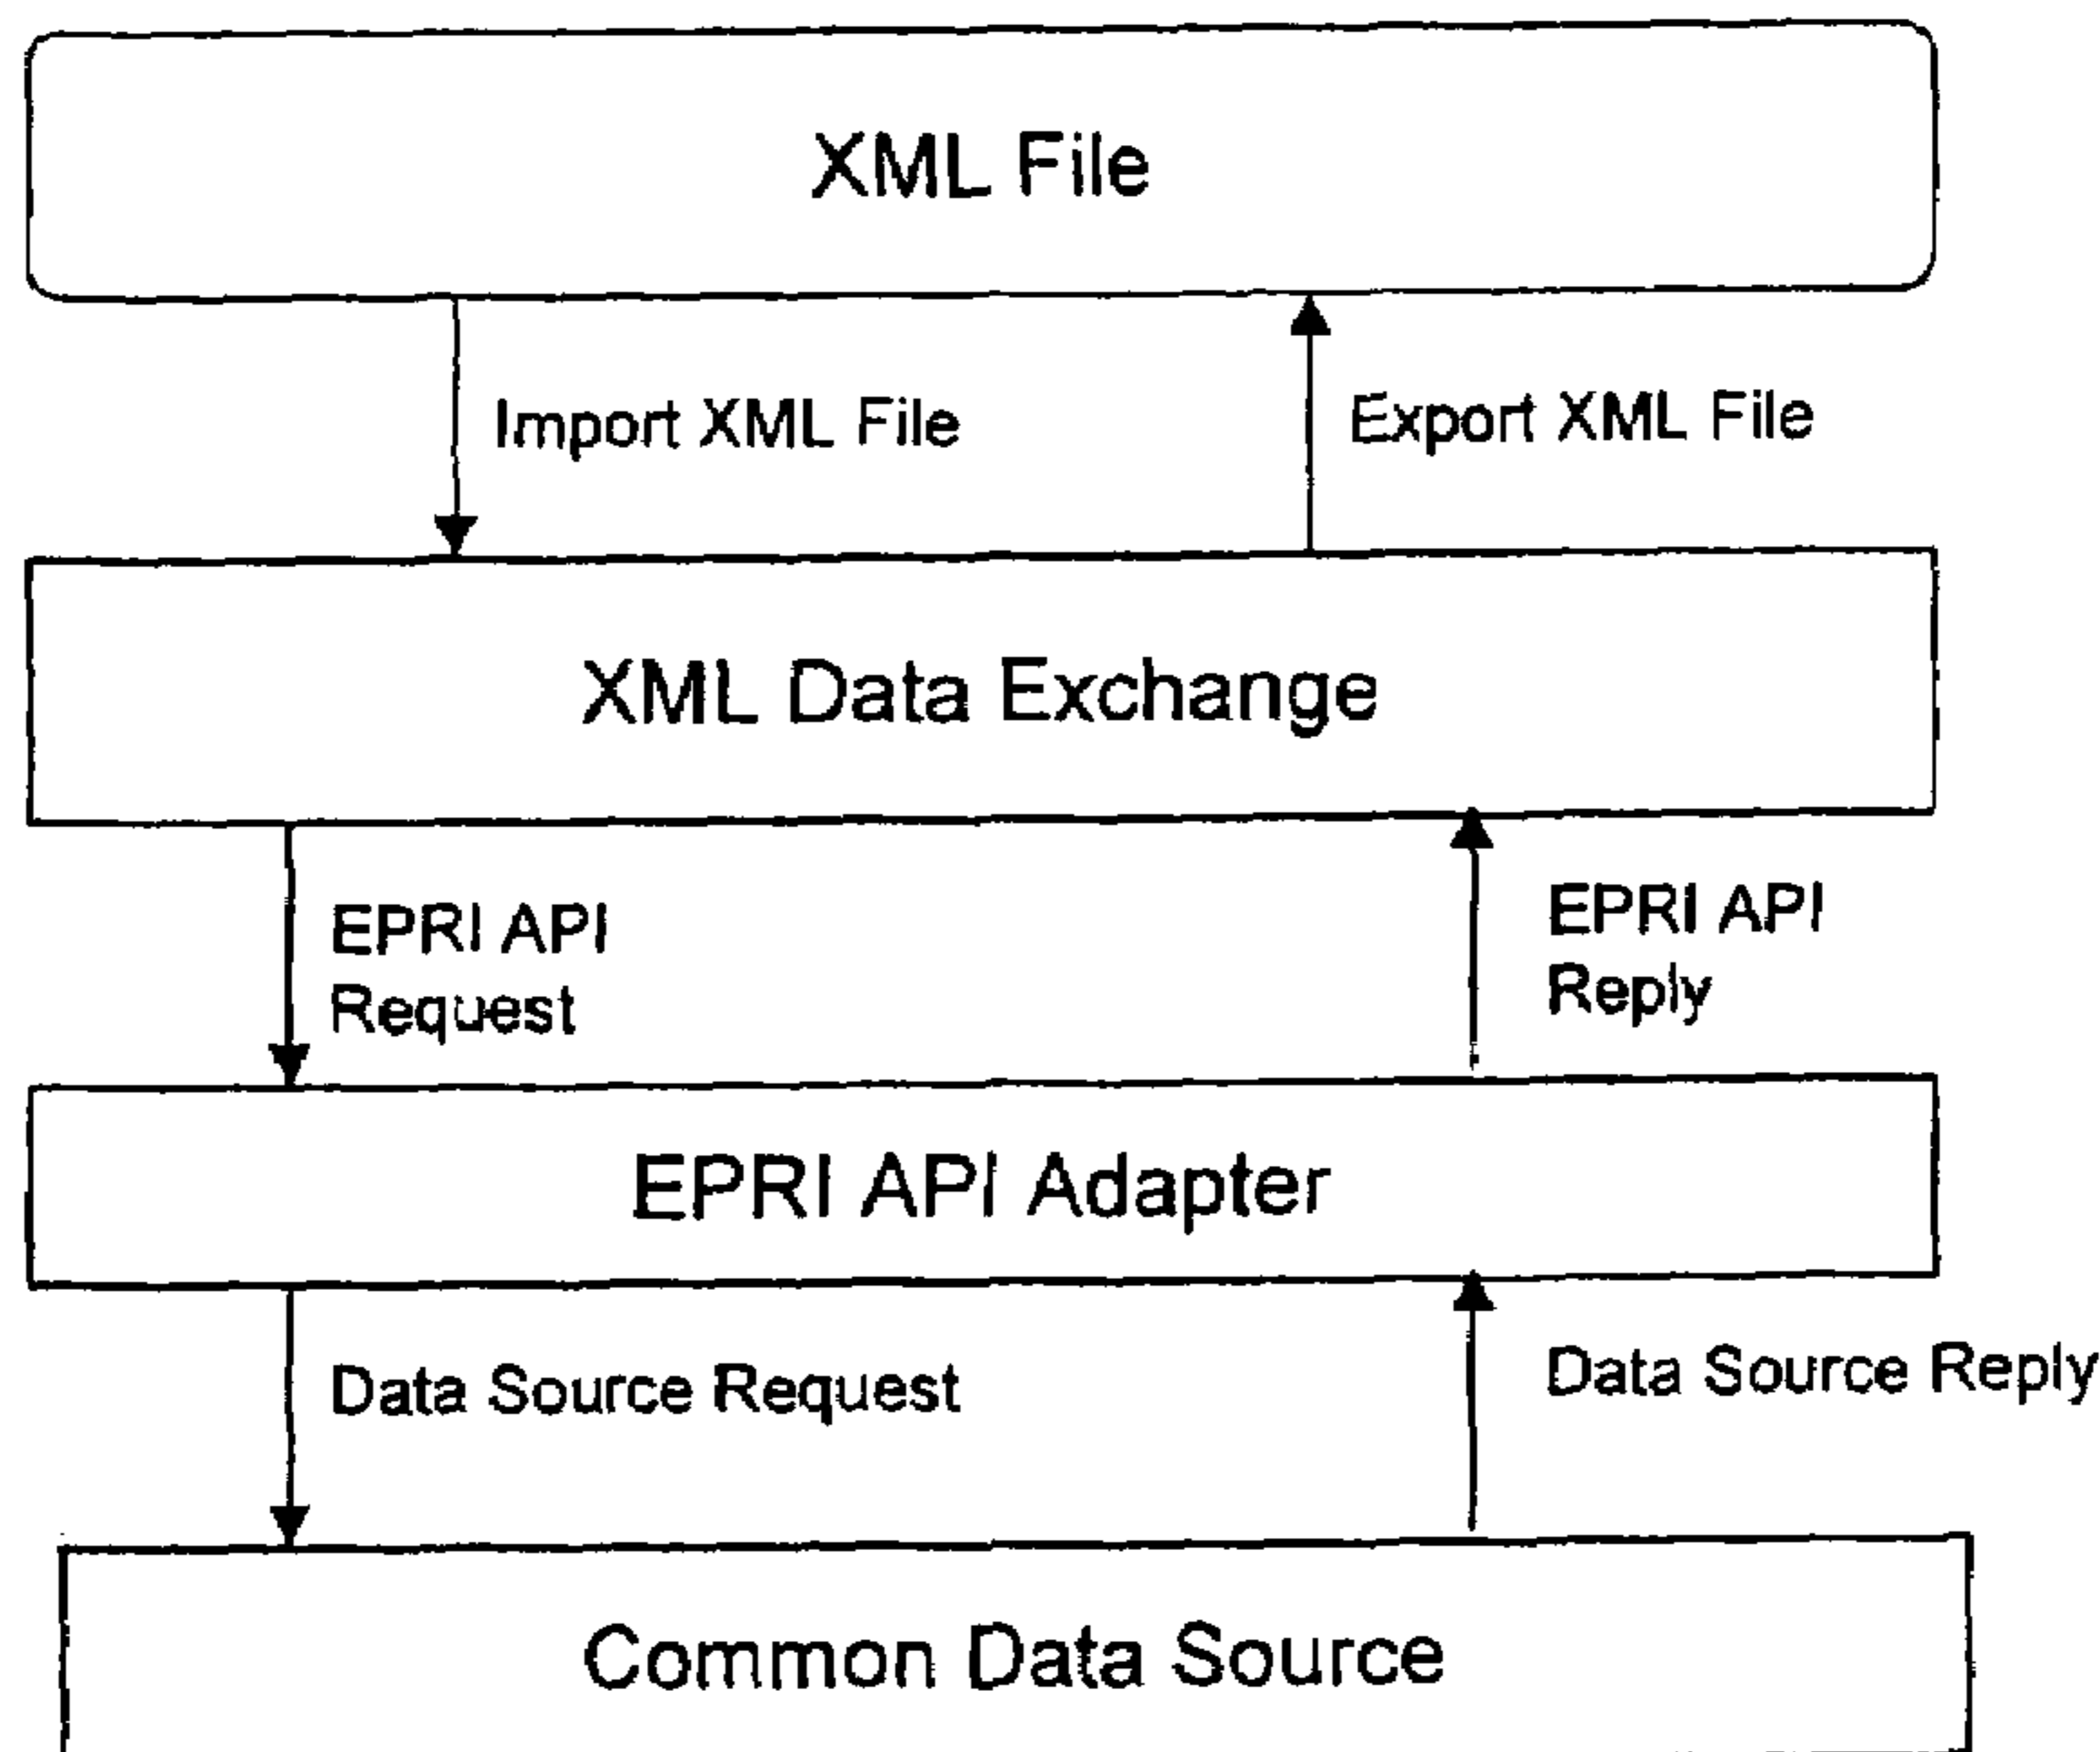 XML File
Import XML File
Export XML File
XML Data Exchange
EPRI API
Request
EPRI API
Reply
EPRI API Adapter
Data Source Request
Data Source Reply
Common Data Source